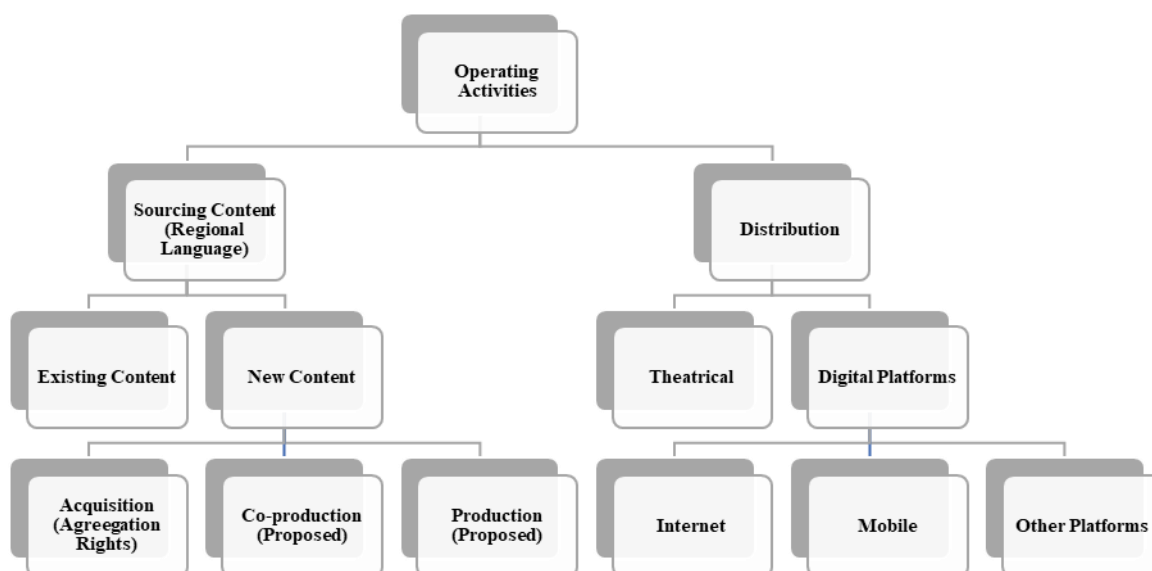 Operating
Activities
Sourcing Content
(Regional
Language)
Distribution
Existing Content
New Content
Theatrical
Digital Platforms
Acquisition
(Agreegation
Rights)
Co-production
(Proposed)
Production
(Proposed)
Internet
Mobile
Other Platforms